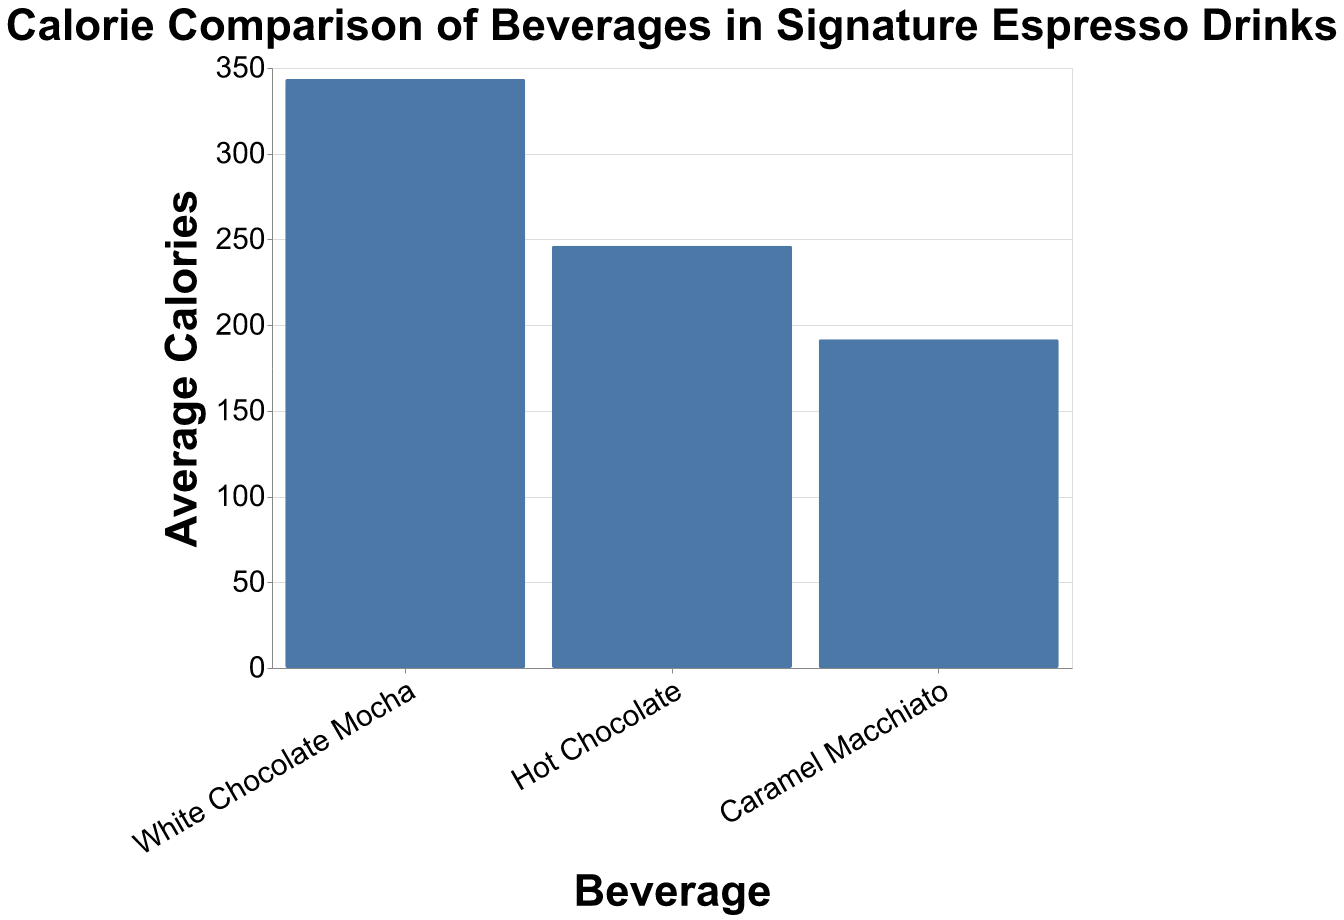 Calorie Comparison of Beverages in Signature Espresso Drinks
350
300
250
200
150
100
50
0
Average Calories
White Chocolate Mocha
Hot Chocolate
Caramel Macchiato
Beverage